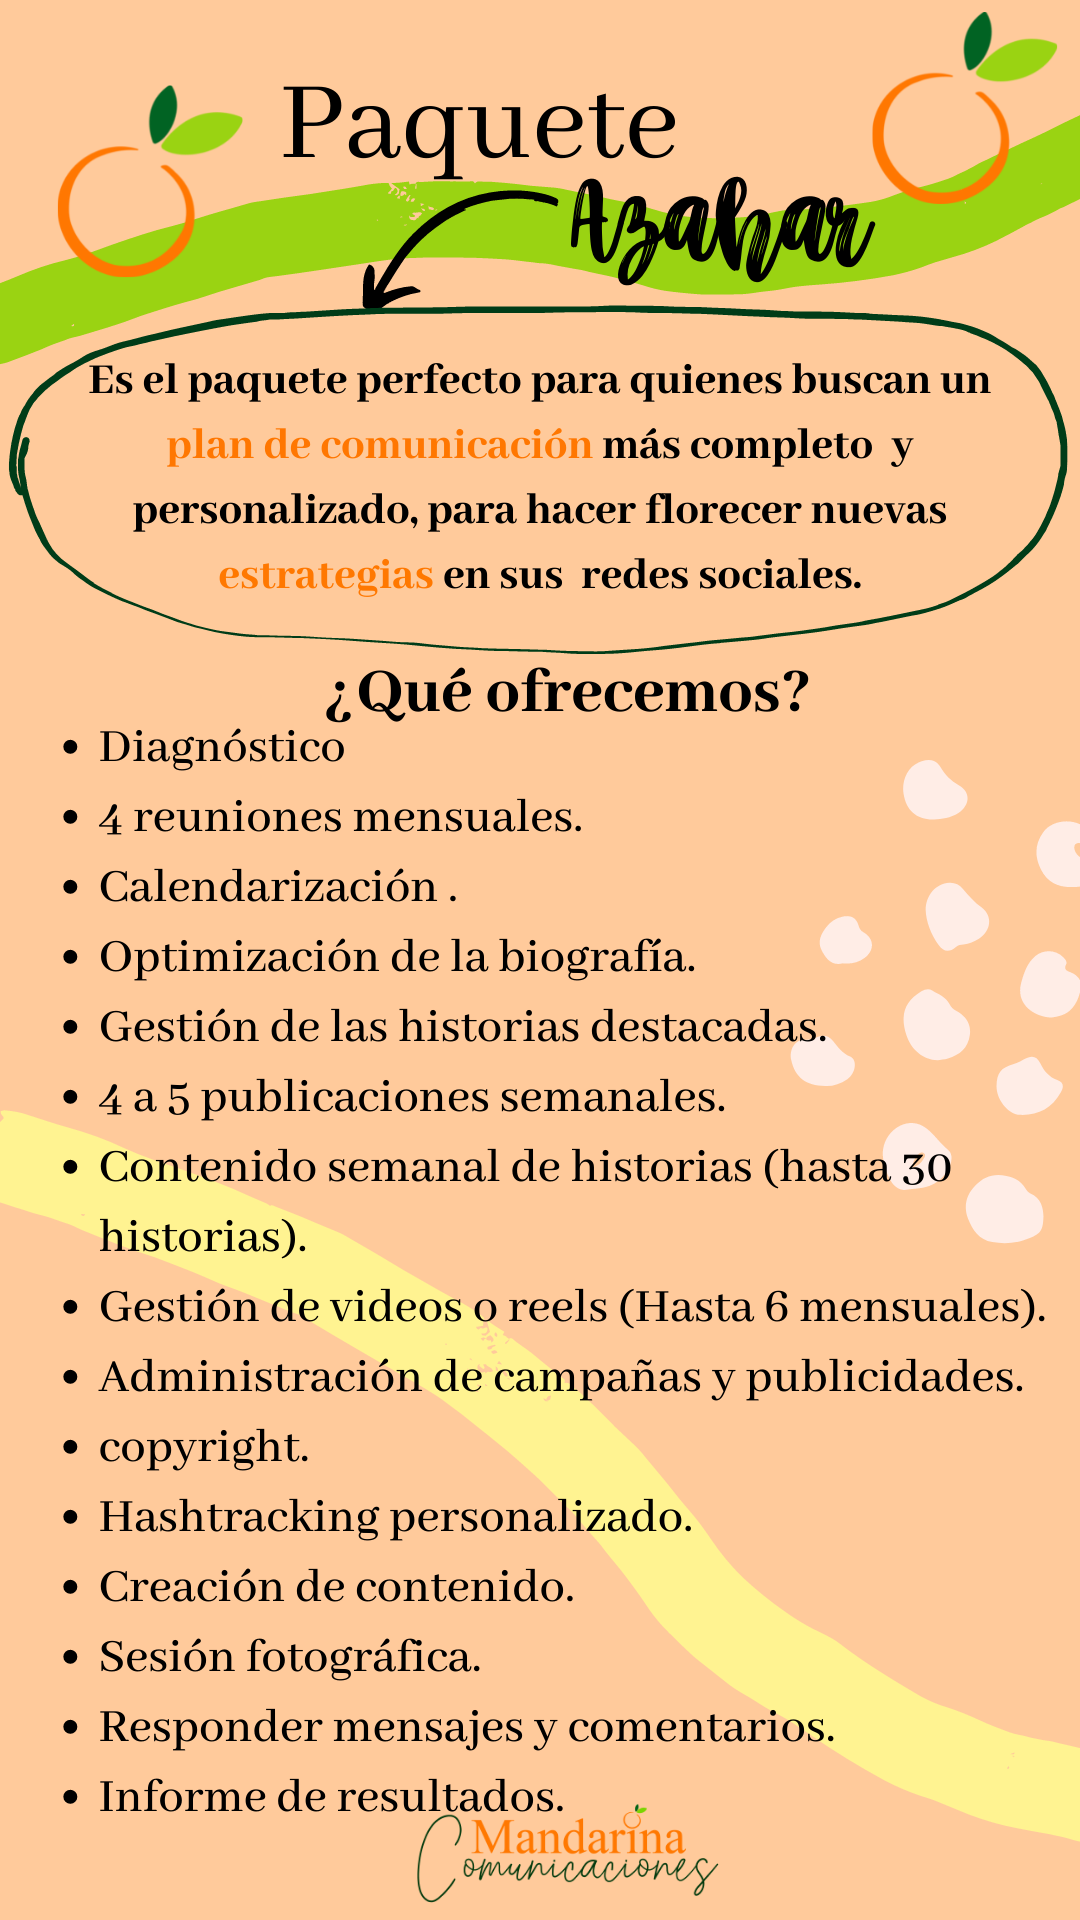 Paquete
Azahar
Es el paquete perfecto para quienes buscan un
plan de comunicación más completo y
personalizado, para hacer florecer nuevas
estrategias en sus redes sociales.
¿Qué ofrecemos?
• Diagnóstico
• 4 reuniones mensuales.
• Calendarización .
• Optimización de la biografía.
• Gestión de las historias destacadas.
• 4 a 5 publicaciones semanales.
• Contenido semanal de historias (hasta 30
historias).
• Gestión de videos o reels (Hasta 6 mensuales).
• Administración de campañas y publicidades.
• copyright.
• Hashtracking personalizado.
• Creación de contenido.
• Sesión fotográfica.
• Responder mensajes y comentarios.
• Informe de resultados.
Mandarina
Comunicaciones